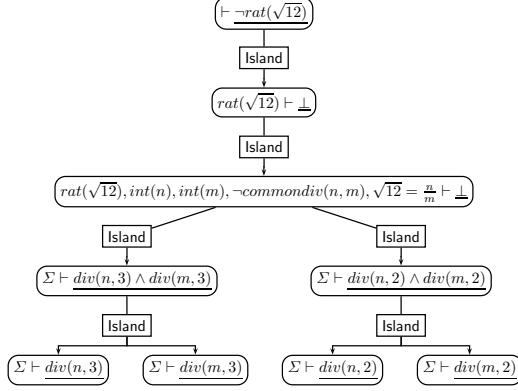 ⊢ ¬rat(√12)
Island
rat(√12) ⊢ ⊥
Island
rat(√12), int(n), int(m), ¬commondiv(n, m), √12 = n/m ⊢ ⊥
Island Island
Σ ⊢ div(n, 3) ∧ div(m, 3) Σ ⊢ div(n, 2) ∧ div(m, 2)
Island Island
Σ ⊢ div(n, 3) Σ ⊢ div(m, 3) Σ ⊢ div(n, 2) Σ ⊢ div(m, 2)